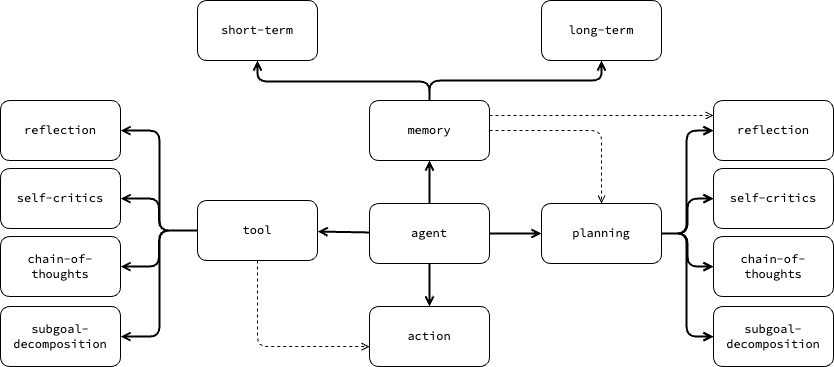 short-term
long-term
reflection
memory
reflection
self-critics
self-critics
tool
agent
planning
chain-of-
thoughts
chain-of-
thoughts
subgoal-
decomposition
action
subgoal-
decomposition